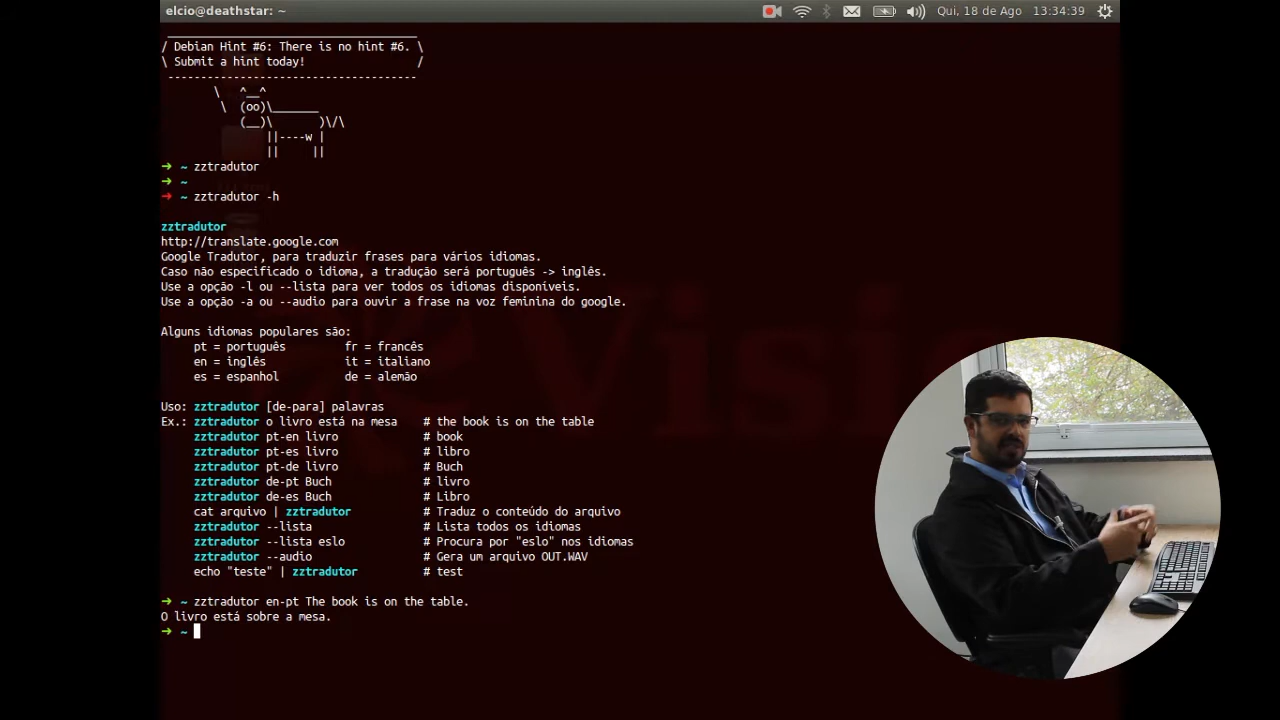 elcio@deathstar: ~
Qui, 18 de Ago 13:34:39
/ Debian Hint #6: There is no hint #6. \
\ Submit a hint today! /
------------------------------------
\ ^__^
\ (oo)\_______
(__)\ )\/\
||----w |
|| ||
➜ ~ zztradutor
➜ ~
➜ ~ zztradutor -h
zztradutor
http://translate.google.com
Google Tradutor, para traduzir frases para vários idiomas.
Caso não especificado o idioma, a tradução será português -> inglês.
Use a opção -l ou --lista para ver todos os idiomas disponíveis.
Use a opção -a ou --audio para ouvir a frase na voz feminina do google.
Alguns idiomas populares são:
pt = português fr = francês
en = inglês it = italiano
es = espanhol de = alemão
Uso: zztradutor [de-para] palavras
Ex.: zztradutor o livro está na mesa # the book is on the table
zztradutor pt-en livro # book
zztradutor pt-es livro # libro
zztradutor pt-de livro # Buch
zztradutor de-pt Buch # livro
zztradutor de-es Buch # Libro
cat arquivo | zztradutor # Traduz o conteúdo do arquivo
zztradutor --lista # Lista todos os idiomas
zztradutor --lista eslo # Procura por "eslo" nos idiomas
zztradutor --audio # Gera um arquivo OUT.WAV
echo "teste" | zztradutor # test
➜ ~ zztradutor en-pt The book is on the table.
O livro está sobre a mesa.
➜ ~